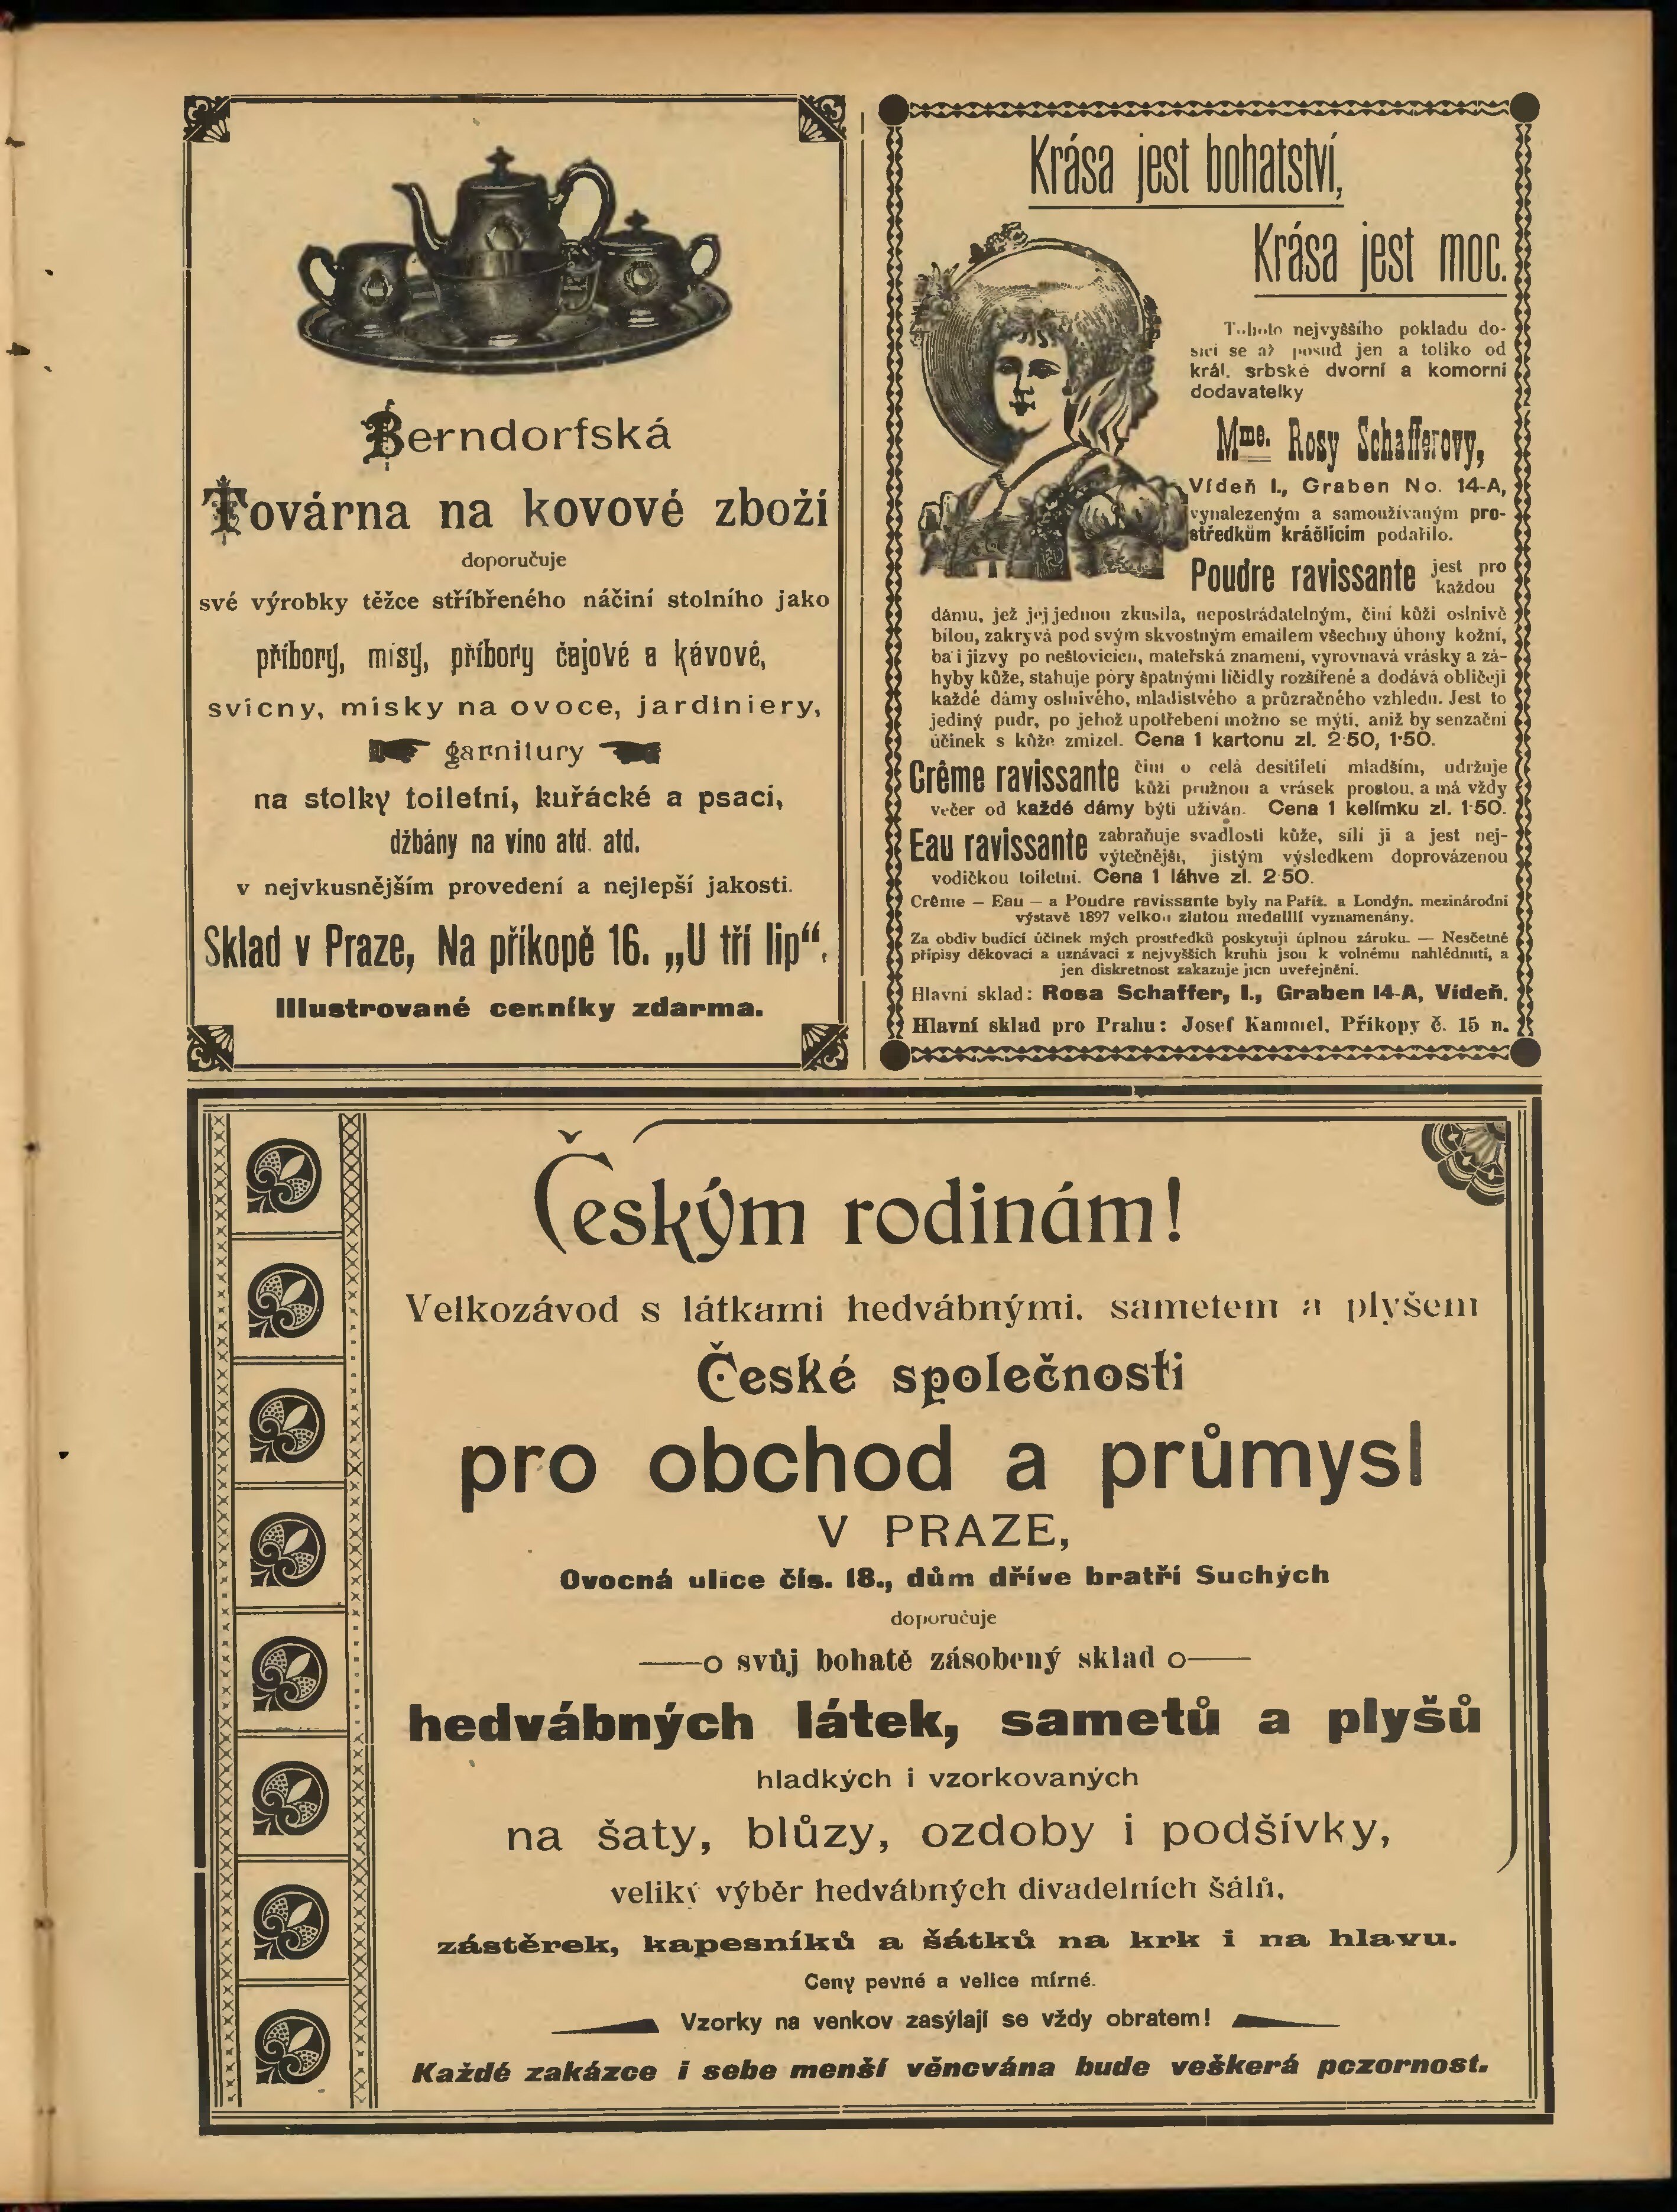 Berndorfská
Továrna na kovové zboží
doporučuje
své výrobky těžce stříbřeného náčiní stolního jako
příbory, mísy, příbory čajové a kávové,
svícny, mísky na ovoce, jardiniery,
garnitury
na stolky toiletní, kuřácké a psací,
džbány na víno atd. atd.
v nejvkusnějším provedení a nejlepší jakosti.
Sklad v Praze, Na příkopě 16. „U tří lip“.
Illustrované cenníky zdarma.
Krása jest bohatství,
Krása jest moc.
Tohoto nejvyššího pokladu do-
sící se až posud jen a toliko od
král. srbské dvorní a komorní
dodavatelky
Mme. Rosy Schafferovy,
Vídeň I., Graben No. 14-A,
vynalezeným a samoužívaným pro-
středkům krášlícím podařilo.
Poudre ravissante jest pro
každou
dámu, jež jej jednou zkusila, nepostrádatelným, činí kůži oslnivě
bílou, zakrývá pod svým skvostným emailem všechny úhony kožní,
ba i jizvy po neštovicích, mateřská znamení, vyrovnavá vrásky a zá-
hyby kůže, stahuje póry špatnými líčidly rozšířené a dodává obličeji
každé dámy oslnivého, mladistvého a průzračného vzhledu. Jest to
jediný pudr, po jehož upotřebení možno se mýti, aniž by senzační
účinek s kůže zmizel. Cena 1 kartonu zl. 2·50, 1·50.
Crême ravissante činí o celá desítiletí mladším, udržuje
kůži pružnou a vrásek prostou, a má vždy
večer od každé dámy býti užíván. Cena 1 kelímku zl. 1·50.
Eau ravissante zabraňuje svadlosti kůže, sílí ji a jest nej-
výtečnější, jistým výsledkem doprovázenou
vodičkou toiletní. Cena 1 láhve zl. 2·50.
Crême — Eau — a Poudre ravissante byly na Paříž. a Londýn. mezinárodní
výstavě 1897 velkou zlatou medailií vyznamenány.
Za obdiv budící účinek mých prostředků poskytuji úplnou záruku. — Nesčetné
přípisy děkovací a uznávací z nejvyšších kruhů jsou k volnému nahlédnutí, a
jen diskretnost zakazuje jich uveřejnění.
Hlavní sklad: Rosa Schaffer, I., Graben 14-A, Vídeň.
Hlavní sklad pro Prahu: Josef Kammel, Příkopy č. 15 n.
Českým rodinám!
Velkozávod s látkami hedvábnými, sametem a plyšem
České společnosti
pro obchod a průmysl
V PRAZE,
Ovocná ulice čís. 18., dům dříve bratří Suchých
doporučuje
—o svůj bohatě zásobený sklad o—
hedvábných látek, sametů a plyšů
hladkých i vzorkovaných
na šaty, blůzy, ozdoby i podšívky,
veliký výběr hedvábných divadelních šálů,
zástěrek, kapesníků a šátků na krk i na hlavu.
Ceny pevné a velice mírné.
Vzorky na venkov zasýlají se vždy obratem!
Každé zakázce i sebe menší věncvána bude veškerá pczornost.